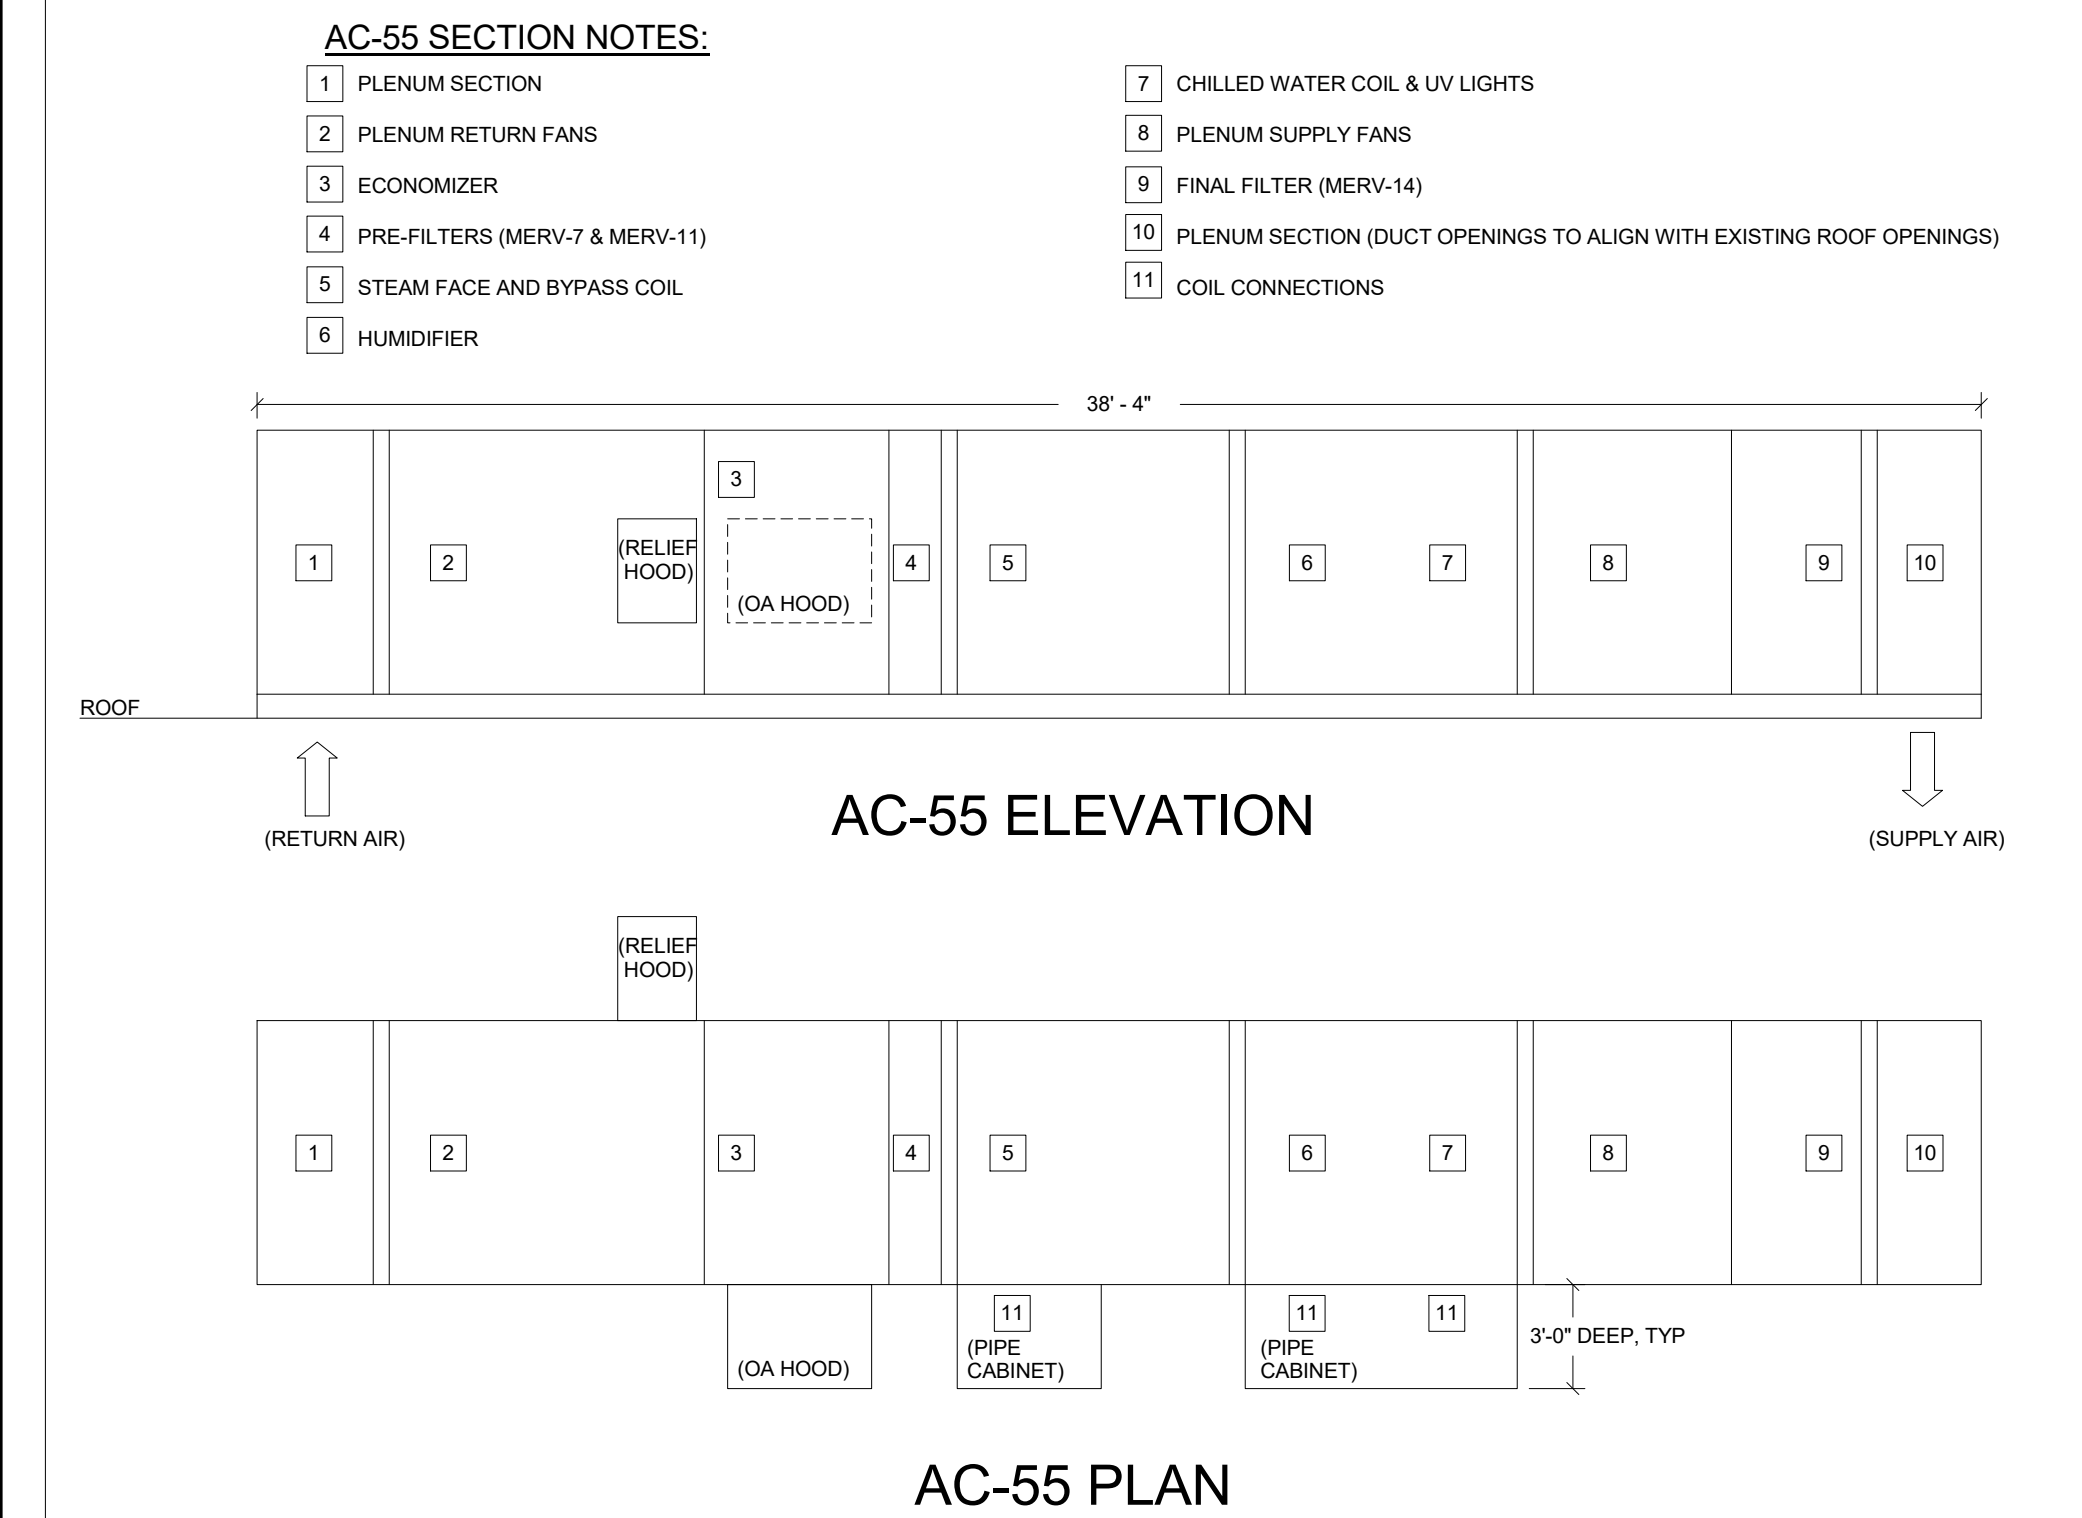 AC-55 SECTION NOTES:
1 PLENUM SECTION
2 PLENUM RETURN FANS
3 ECONOMIZER
4 PRE-FILTERS (MERV-7 & MERV-11)
5 STEAM FACE AND BYPASS COIL
6 HUMIDIFIER
7 CHILLED WATER COIL & UV LIGHTS
8 PLENUM SUPPLY FANS
9 FINAL FILTER (MERV-14)
10 PLENUM SECTION (DUCT OPENINGS TO ALIGN WITH EXISTING ROOF OPENINGS)
11 COIL CONNECTIONS
38' - 4"
3
1 2 (RELIEF
HOOD)
(OA HOOD)
4 5 6 7 8 9 10
ROOF
(RETURN AIR)
AC-55 ELEVATION
(SUPPLY AIR)
(RELIEF
HOOD)
1 2 3 4 5 6 7 8 9 10
(OA HOOD)
11
(PIPE
CABINET)
11 11
(PIPE
CABINET)
3'-0" DEEP, TYP
AC-55 PLAN